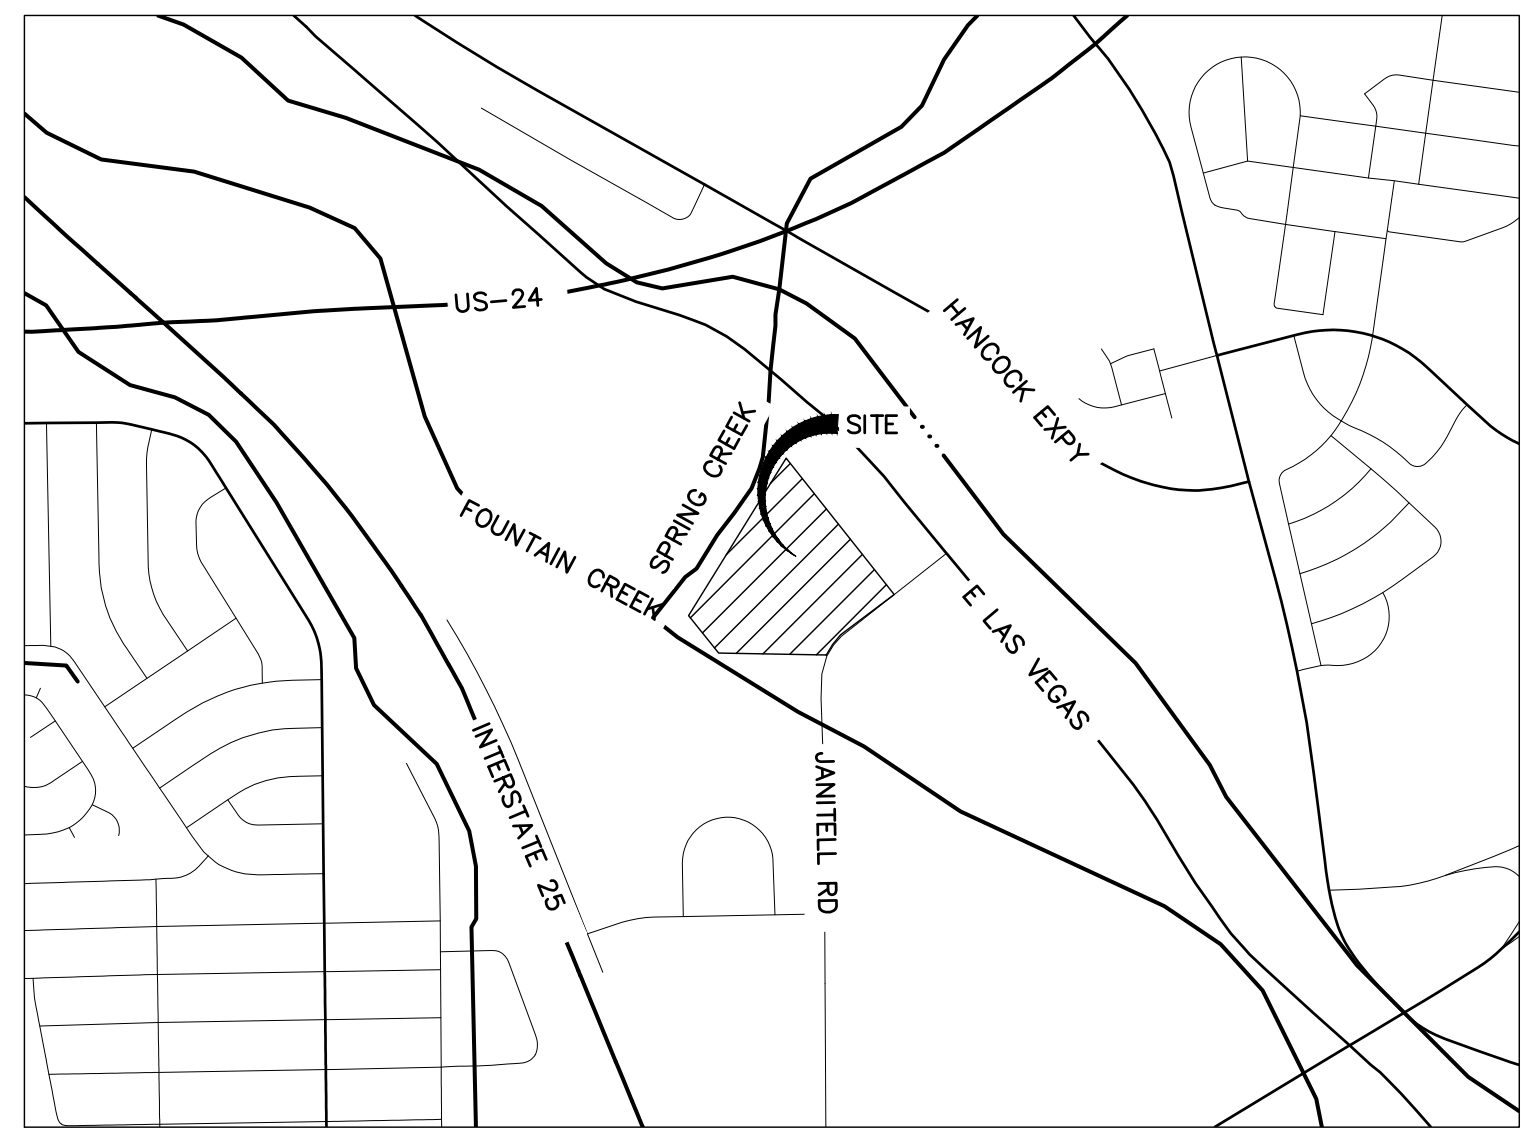 US-24
HANCOCK EXPY
SITE
SPRING CREEK
FOUNTAIN CREEK
E LAS VEGAS
INTERSTATE 25
JANITELL RD